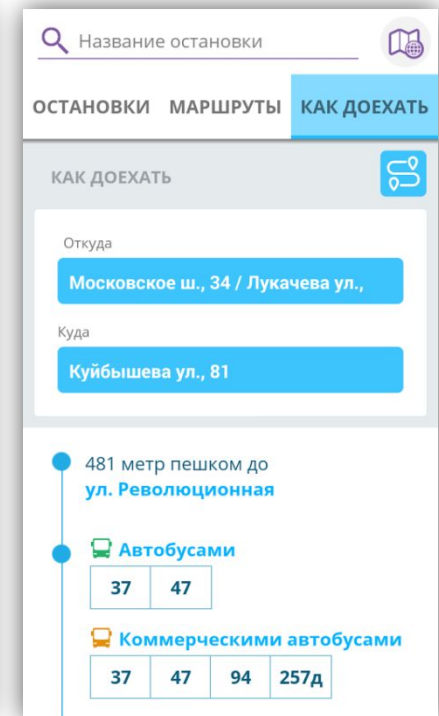 Название остановки
ОСТАНОВКИ МАРШРУТЫ КАК ДОЕХАТЬ
КАК ДОЕХАТЬ
Откуда
Московское ш., 34 / Лукачева ул.,
Куда
Куйбышева ул., 81
481 метр пешком до
ул. Революционная
Автобусами
37 47
Коммерческими автобусами
37 47 94 257д